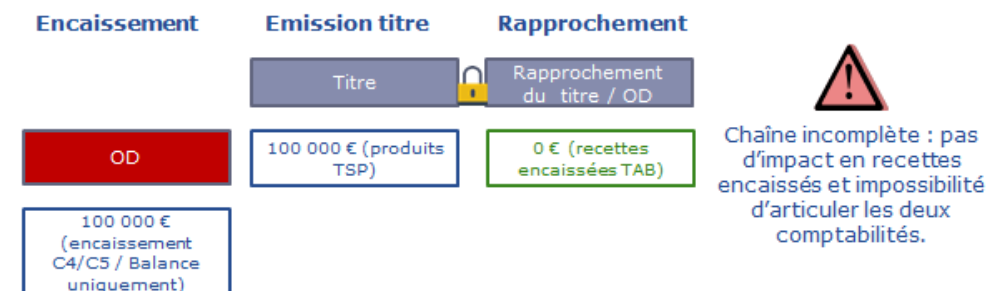 Encaissement
Emission titre
Rapprochement
Titre
Rapprochement
du titre / OD
OD
100 000 € (produits
TSP)
0 € (recettes
encaissées TAB)
Chaîne incomplète : pas
d'impact en recettes
encaissés et impossibilité
d'articuler les deux
comptabilités.
100 000 €
(encaissement
C4/C5 / Balance
uniquement)